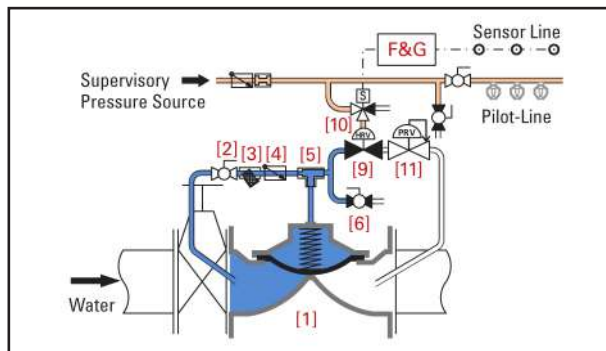 Sensor Line
F&G
Supervisory
Pressure Source
S
Pilot-Line
[10]
HRV
PRV
[2]
[3]
[4]
[5]
[9]
[11]
[6]
Water
[1]